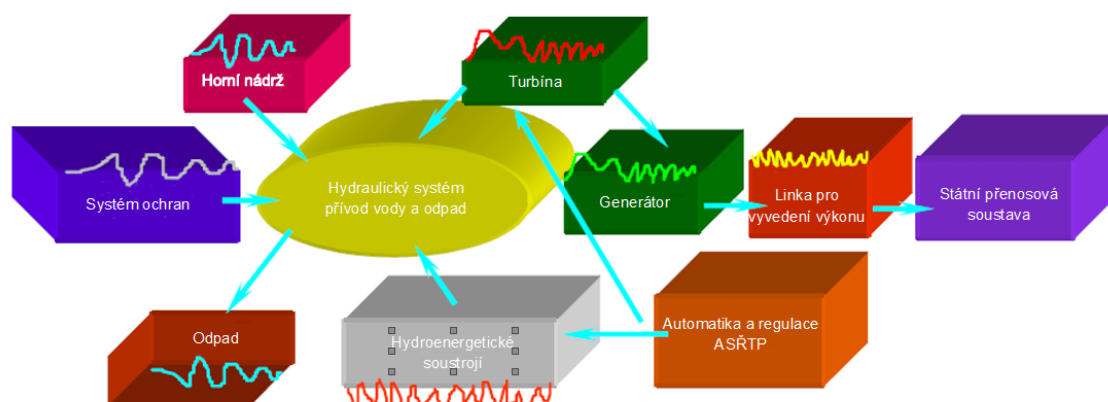 Horní nádrž
Turbína
Systém ochran
Hydraulický systém
přívod vody a odpad
Generátor
Linka pro
vyvedení výkonu
Státní přenosová
soustava
Odpad
Hydroenergetické
soustrojí
Automatika a regulace
ASŘTP